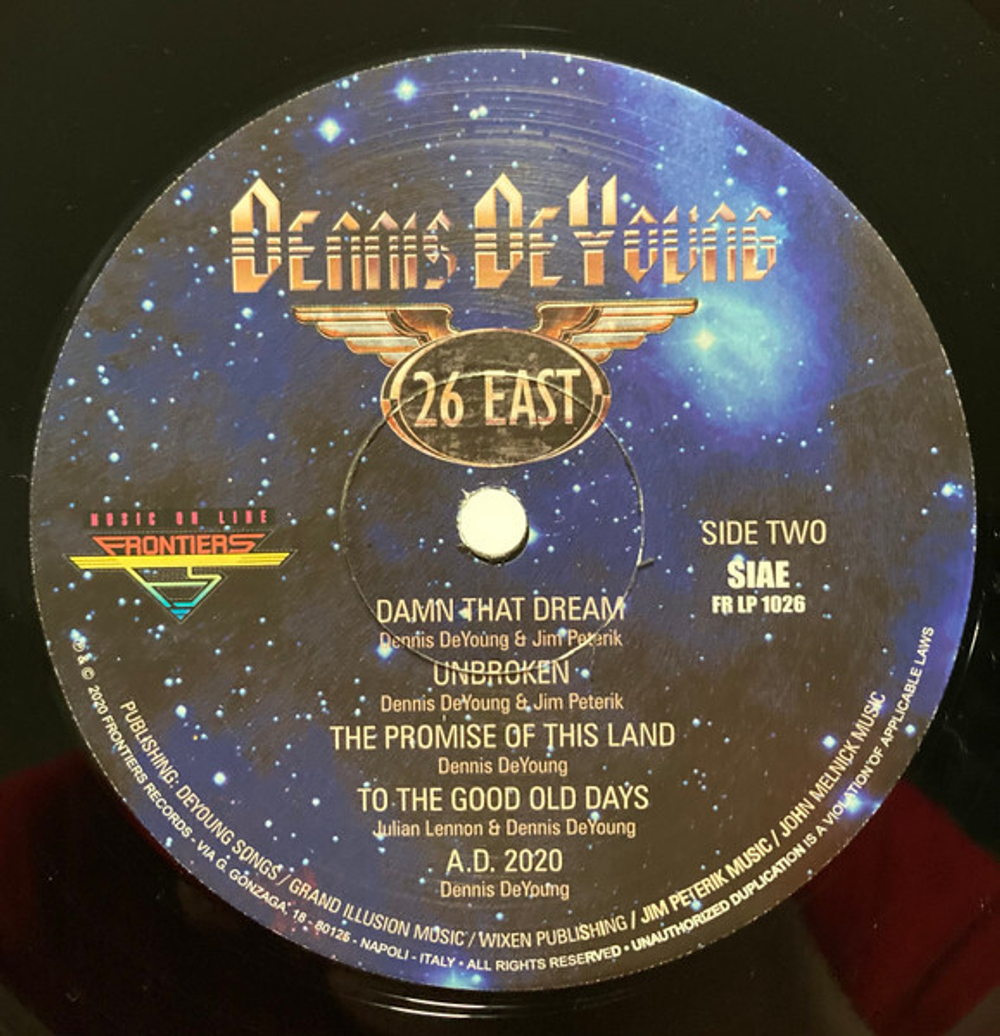 DENNIS DEYOUNG
26 EAST
MUSIC ON LINE
FRONTIERS
SIDE TWO
SIAE
FR LP 1026
DAMN THAT DREAM
Dennis DeYoung & Jim Peterik
UNBROKEN
Dennis DeYoung & Jim Peterik
THE PROMISE OF THIS LAND
Dennis DeYoung
TO THE GOOD OLD DAYS
Julian Lennon & Dennis DeYoung
A.D. 2020
Dennis DeYoung
PUBLISHING: DEYOUNG SONGS / GRAND ILLUSION MUSIC / WIXEN PUBLISHING / JIM PETERIK MUSIC / JOHN MELNICK MUSIC
℗ & © 2020 FRONTIERS RECORDS - VIA G. GONZAGA, 18 - 80125 - NAPOLI - ITALY • ALL RIGHTS RESERVED • UNAUTHORIZED DUPLICATION IS A VIOLATION OF APPLICABLE LAWS